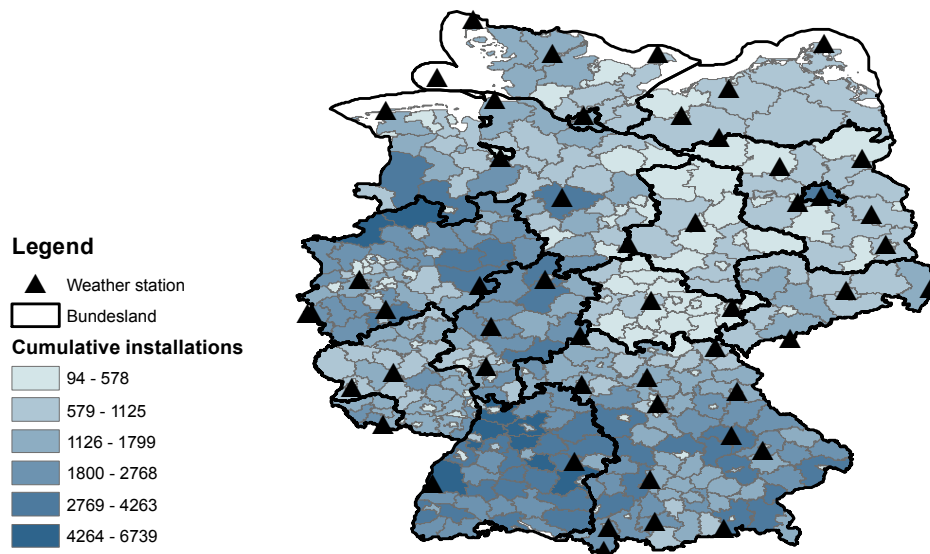 Legend
Weather station
Bundesland
Cumulative installations
94 - 578
579 - 1125
1126 - 1799
1800 - 2768
2769 - 4263
4264 - 6739